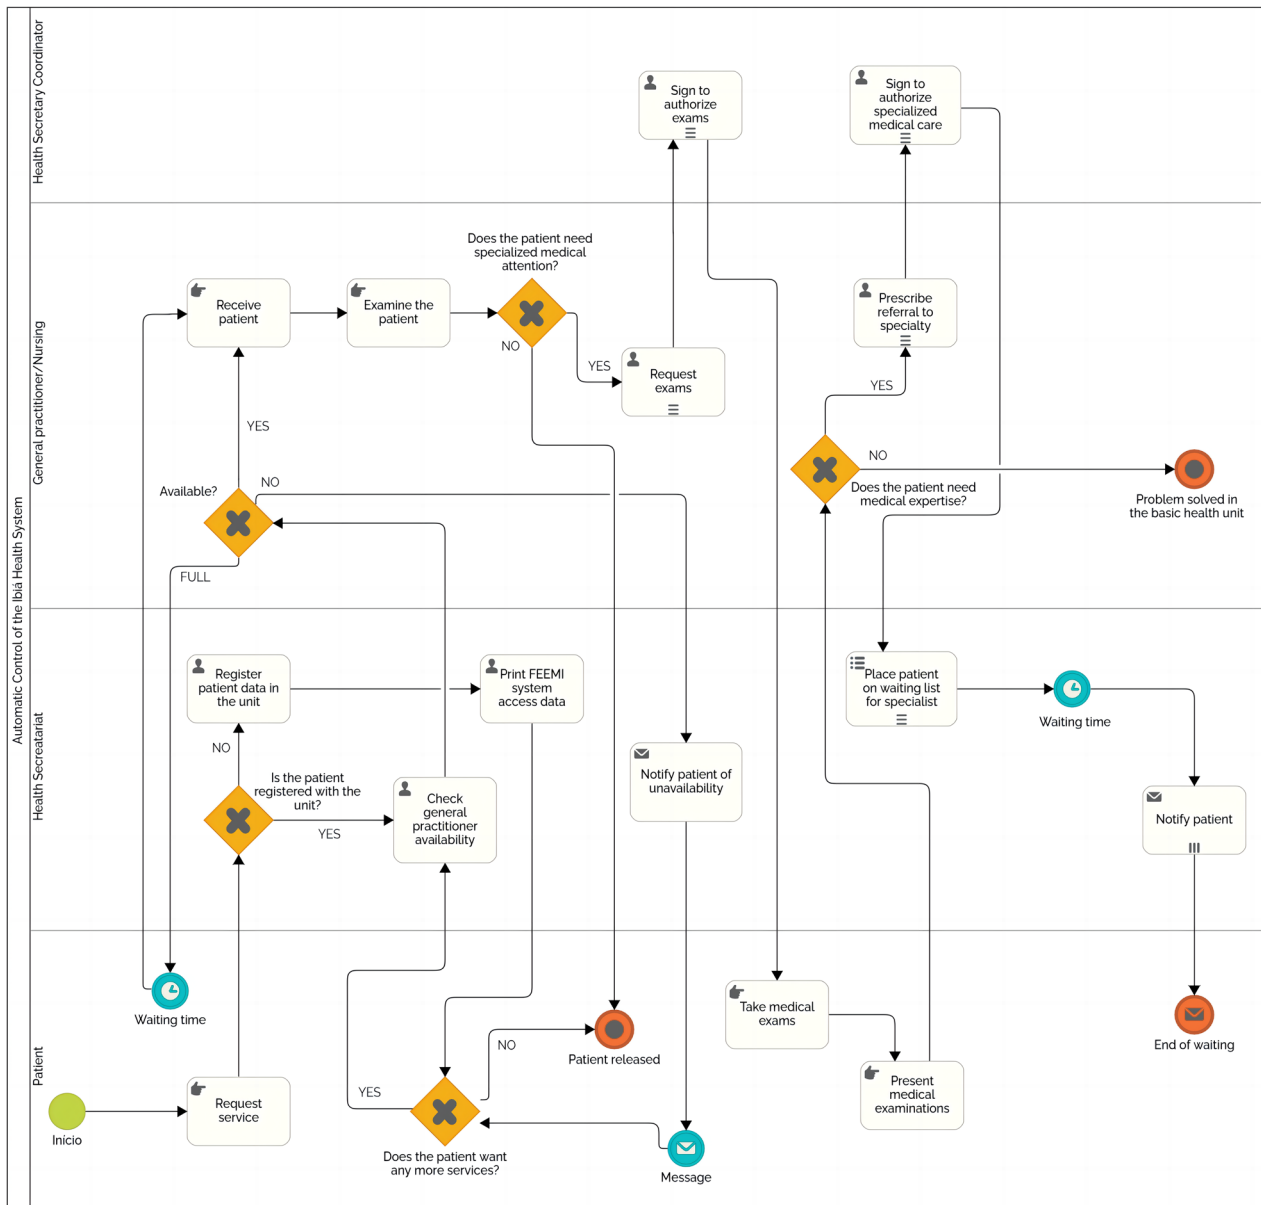 Automatic Control of the Ibiá Health System
Health Secretary Coordinator
Sign to
authorize
exams
Sign to
authorize
specialized
medical care
General practitioner/Nursing
Does the patient need
specialized medical
attention?
Receive
patient
Examine the
patient
NO
YES
Request
exams
Prescribe
referral to
specialty
YES
YES
Available?
NO
FULL
NO
Does the patient need
medical expertise?
Problem solved in
the basic health unit
Health Secreatariat
Register
patient data in
the unit
Print FEEMI
system
access data
Place patient
on waiting list
for specialist
Waiting time
NO
Is the patient
registered with the
unit?
YES
Check
general
practitioner
availability
Notify patient of
unavailability
Notify patient
Patient
Waiting time
Take medical
exams
End of waiting
NO
Patient released
YES
Request
service
Present
medical
examinations
Início
Does the patient want
any more services?
Message